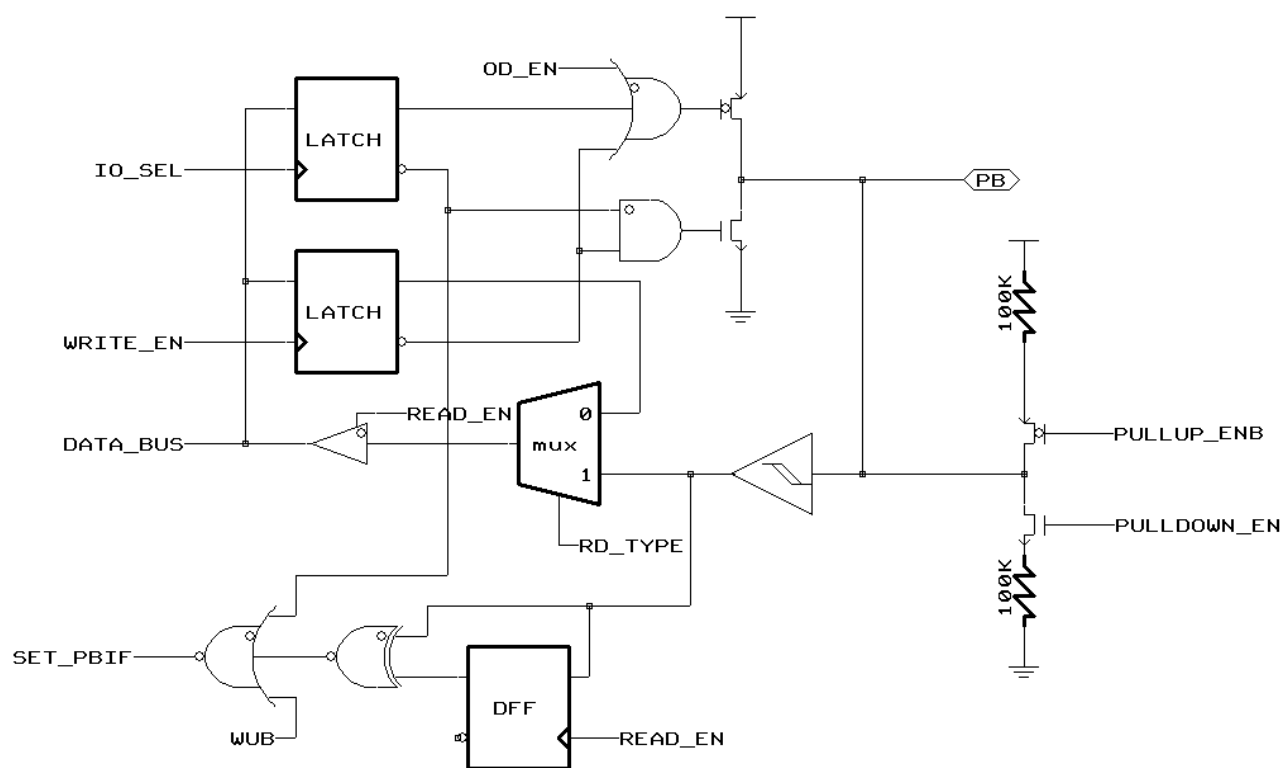 OD_EN
LATCH
IO_SEL
PB
100K
LATCH
WRITE_EN
READ_EN
0
DATA_BUS
mux
PULLUP_ENB
1
PULLDOWN_EN
RD_TYPE
100K
SET_PBIF
DFF
WUB
READ_EN